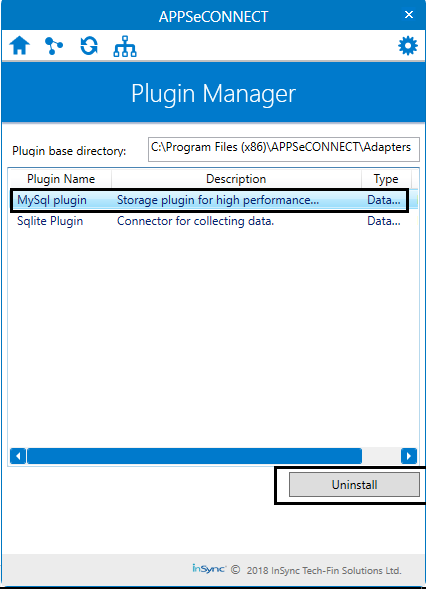 APPSeCONNECT
Plugin Manager
Plugin base directory: C:\Program Files (x86)\APPSeCONNECT\Adapters
Plugin Name Description Type
MySql plugin Storage plugin for high performance... Data...
Sqlite Plugin Connector for collecting data. Data...
Uninstall
InSync © 2018 InSync Tech-Fin Solutions Ltd.